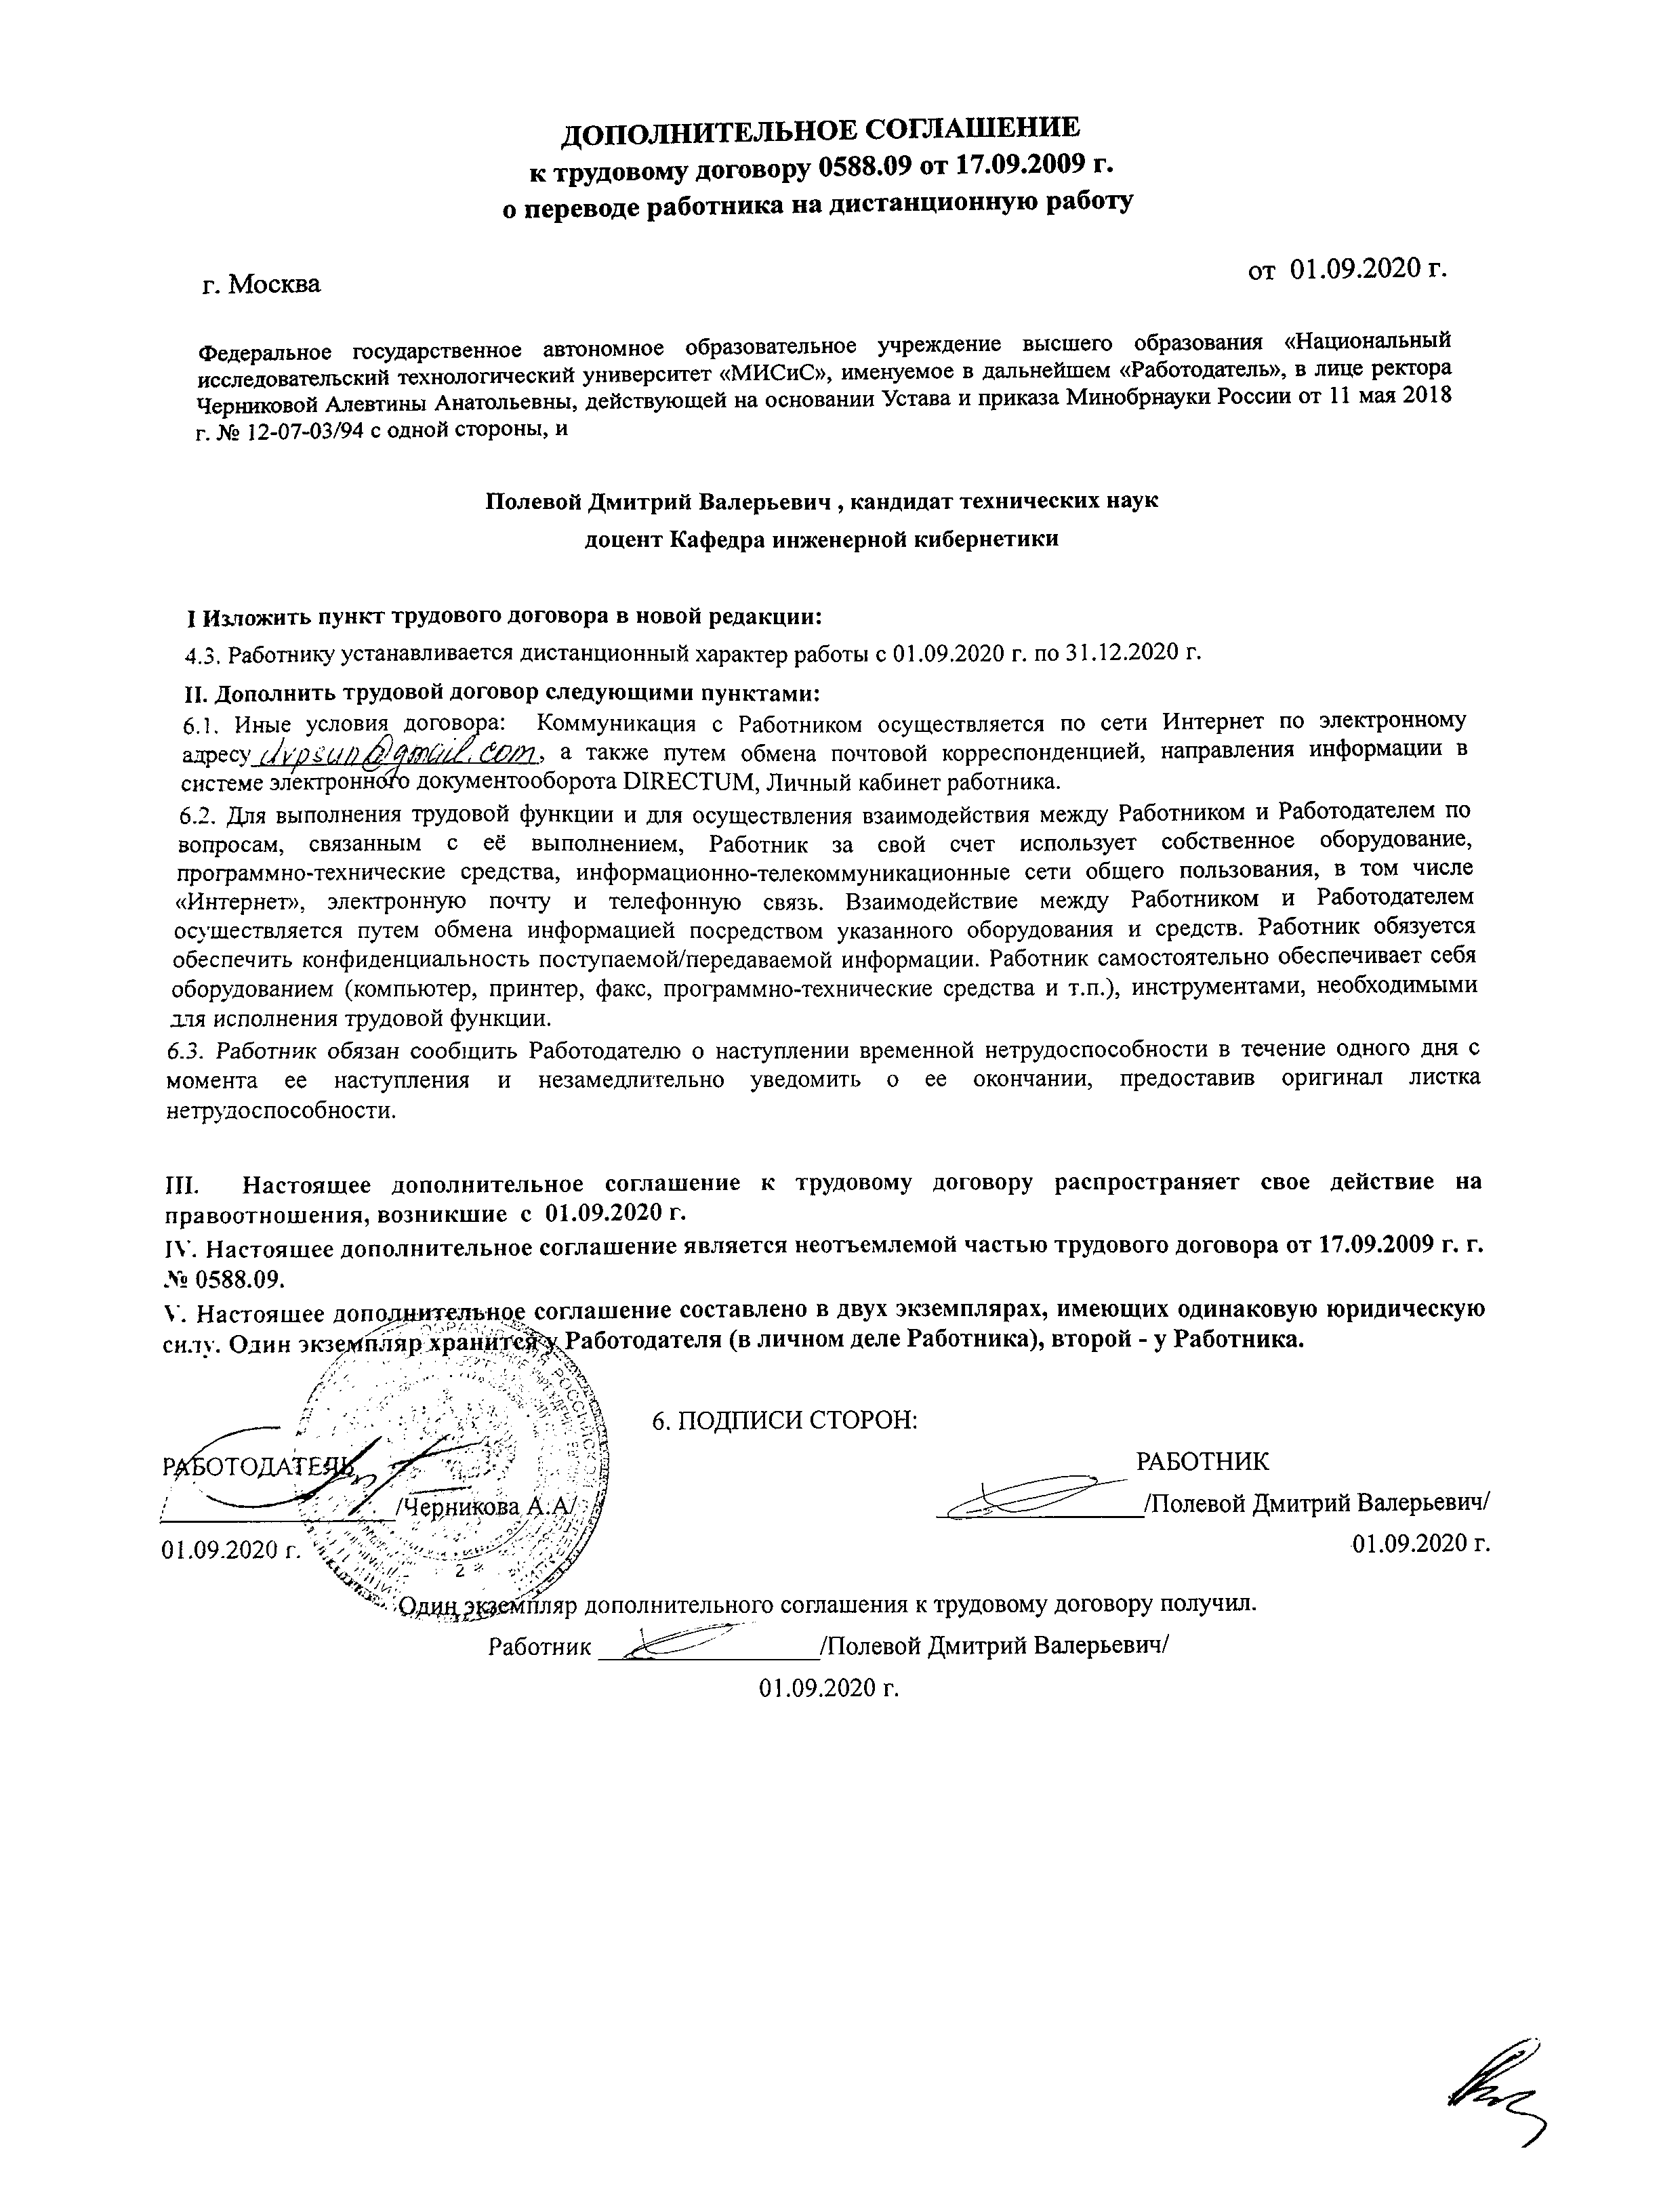 ДОПОЛНИТЕЛЬНОЕ СОГЛАШЕНИЕ
к трудовому договору 0588.09 от 17.09.2009 г.
о переводе работника на дистанционную работу
г. Москва
от 01.09.2020 г.
Федеральное государственное автономное образовательное учреждение высшего образования «Национальный
исследовательский технологический университет «МИСиС», именуемое в дальнейшем «Работодатель», в лице ректора
Черниковой Алевтины Анатольевны, действующей на основании Устава и приказа Минобрнауки России от 11 мая 2018
г. № 12-07-03/94 с одной стороны, и
Полевой Дмитрий Валерьевич , кандидат технических наук
доцент Кафедра инженерной кибернетики
I Изложить пункт трудового договора в новой редакции:
4.3. Работнику устанавливается дистанционный характер работы с 01.09.2020 г. по 31.12.2020 г.
II. Дополнить трудовой договор следующими пунктами:
6.1. Иные условия договора: Коммуникация с Работником осуществляется по сети Интернет по электронному
адресу dvpsun@gmail.com, а также путем обмена почтовой корреспонденцией, направления информации в
системе электронного документооборота DIRECTUM, Личный кабинет работника.
6.2. Для выполнения трудовой функции и для осуществления взаимодействия между Работником и Работодателем по
вопросам, связанным с её выполнением, Работник за свой счет использует собственное оборудование,
программно-технические средства, информационно-телекоммуникационные сети общего пользования, в том числе
«Интернет», электронную почту и телефонную связь. Взаимодействие между Работником и Работодателем
осуществляется путем обмена информацией посредством указанного оборудования и средств. Работник обязуется
обеспечить конфиденциальность поступаемой/передаваемой информации. Работник самостоятельно обеспечивает себя
оборудованием (компьютер, принтер, факс, программно-технические средства и т.п.), инструментами, необходимыми
для исполнения трудовой функции.
6.3. Работник обязан сообщить Работодателю о наступлении временной нетрудоспособности в течение одного дня с
момента ее наступления и незамедлительно уведомить о ее окончании, предоставив оригинал листка
нетрудоспособности.
III. Настоящее дополнительное соглашение к трудовому договору распространяет свое действие на
правоотношения, возникшие с 01.09.2020 г.
IV. Настоящее дополнительное соглашение является неотъемлемой частью трудового договора от 17.09.2009 г. г.
№ 0588.09.
V. Настоящее дополнительное соглашение составлено в двух экземплярах, имеющих одинаковую юридическую
силу. Один экземпляр хранится у Работодателя (в личном деле Работника), второй - у Работника.
6. ПОДПИСИ СТОРОН:
РАБОТОДАТЕЛЬ
РАБОТНИК
/Черникова А.А/
/Полевой Дмитрий Валерьевич/
01.09.2020 г.
01.09.2020 г.
Один экземпляр дополнительного соглашения к трудовому договору получил.
Работник /Полевой Дмитрий Валерьевич/
01.09.2020 г.